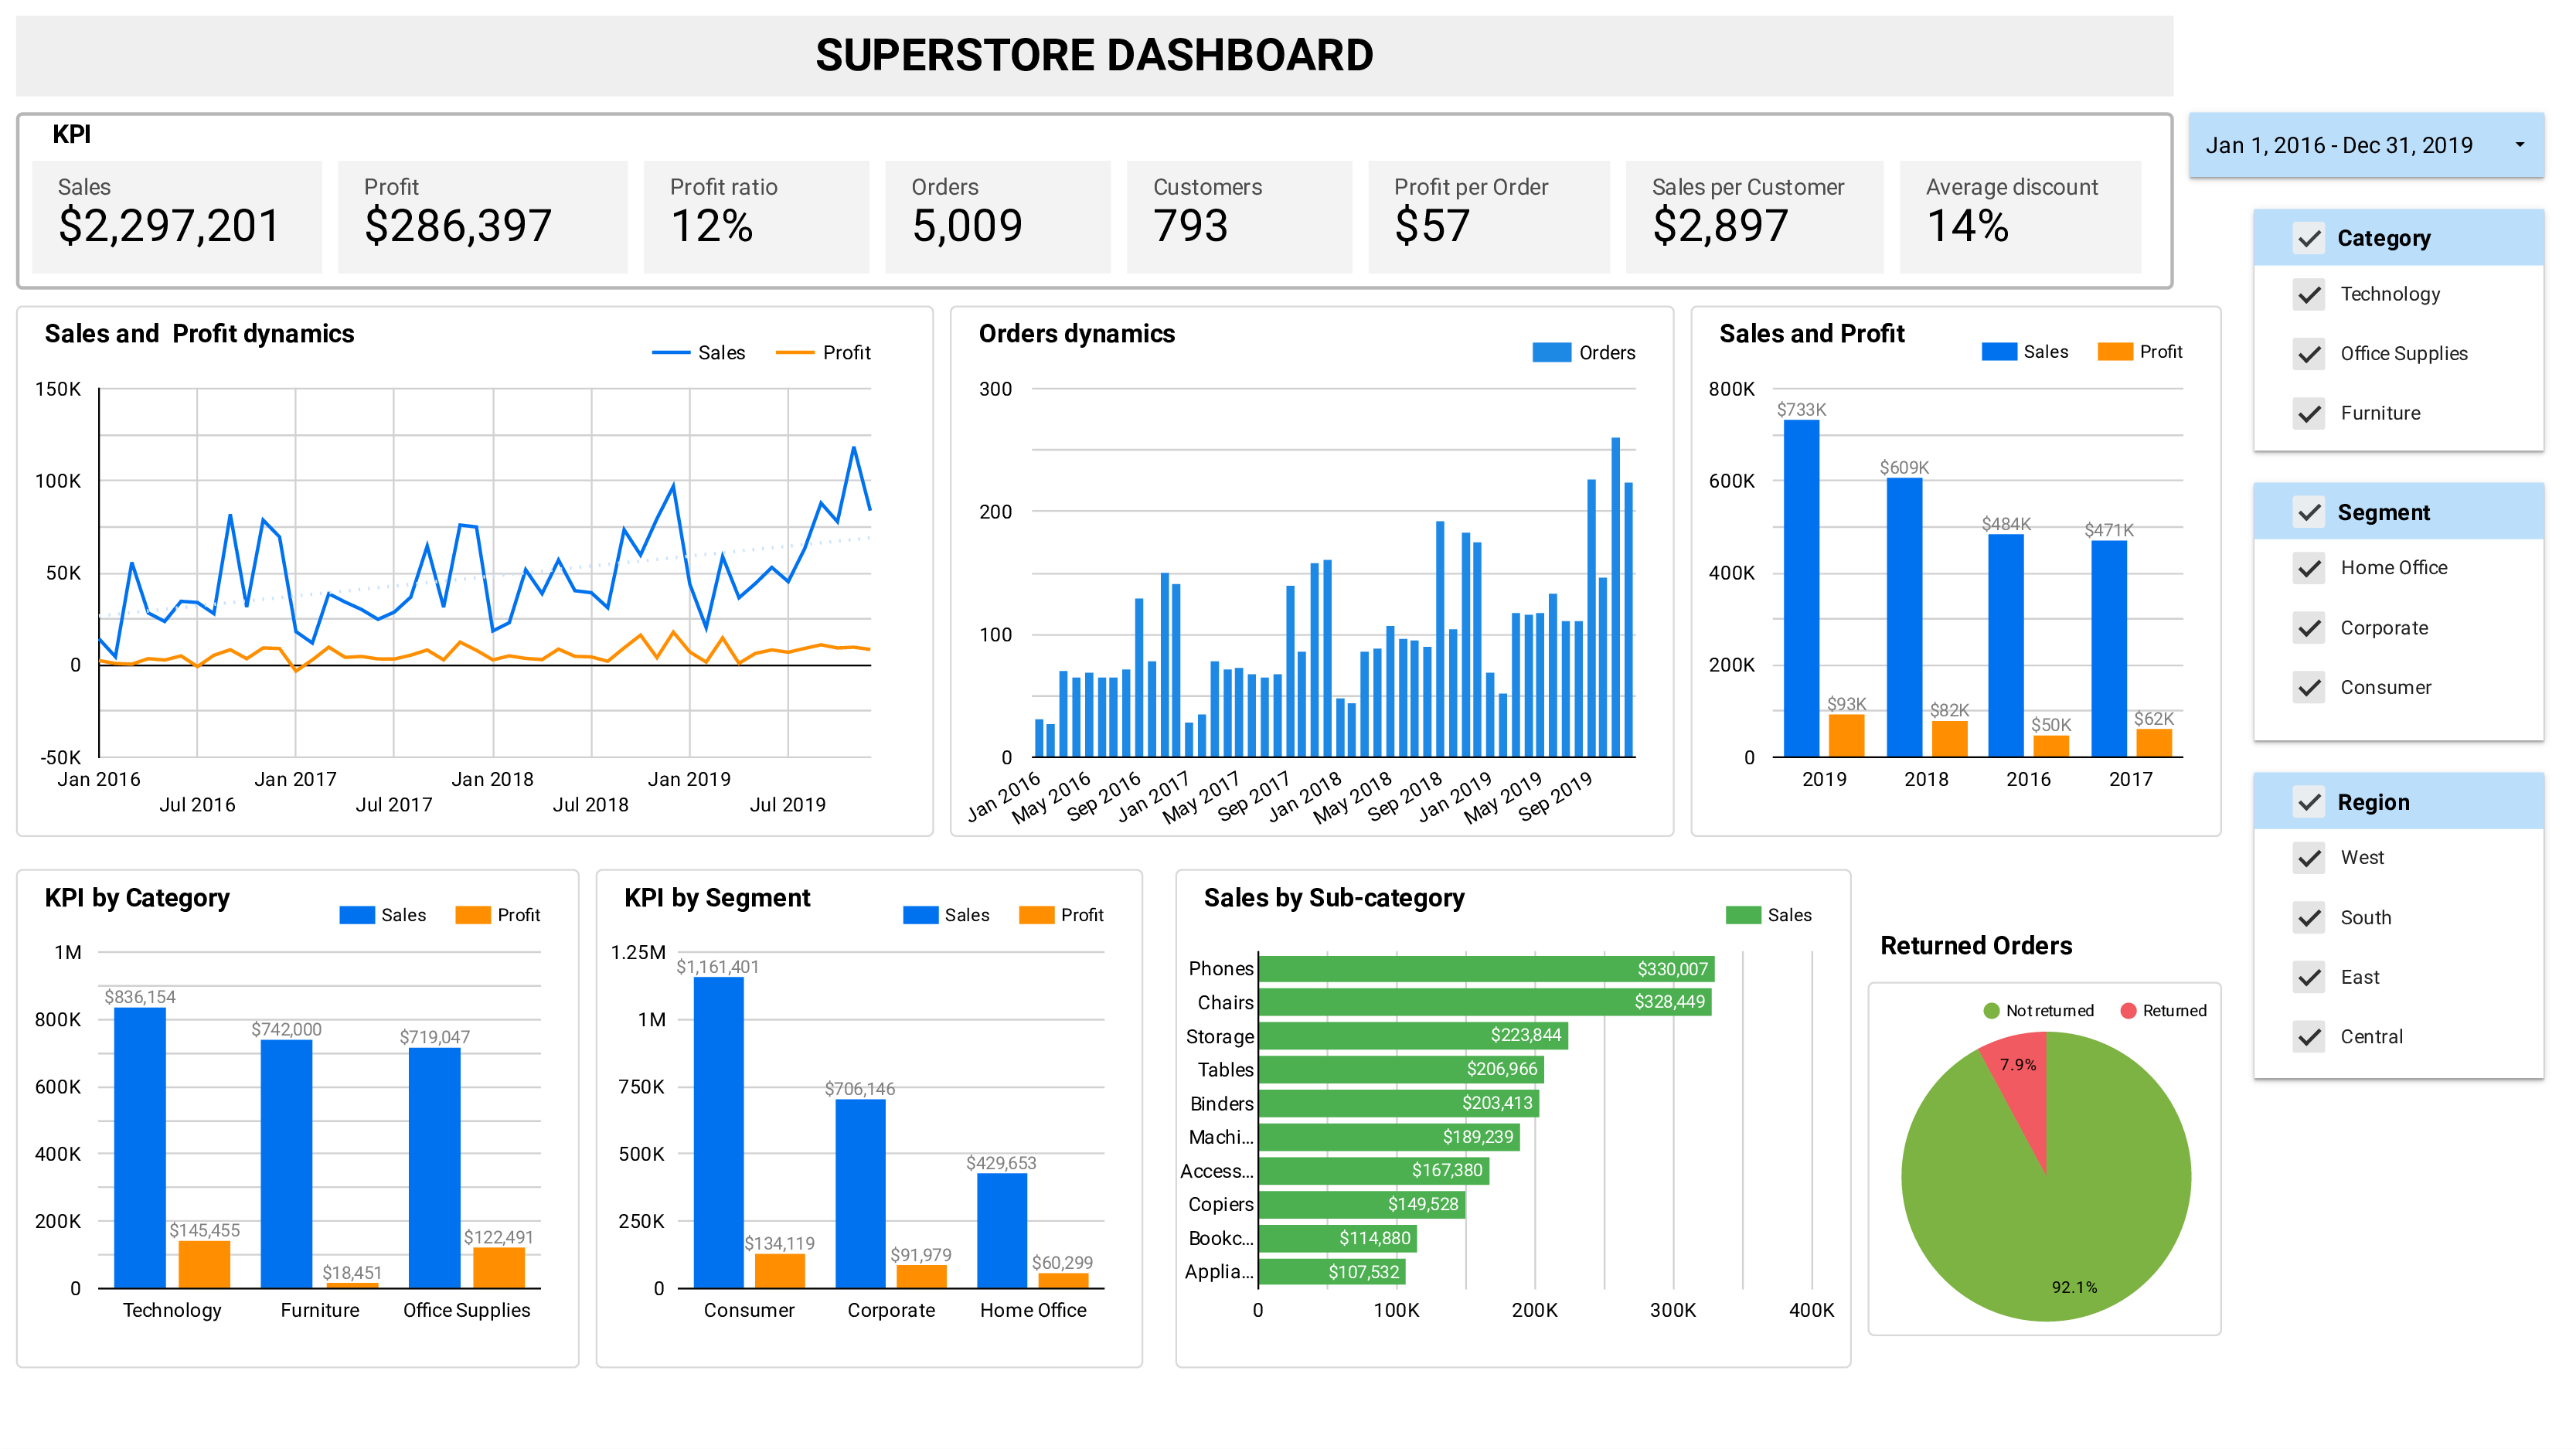 SUPERSTORE DASHBOARD
KPI
Sales
$2,297,201
Profit
$286,397
Profit ratio
12%
Orders
5,009
Customers
793
Profit per Order
$57
Sales per Customer
$2,897
Average discount
14%
Jan 1, 2016 - Dec 31, 2019
Category
Technology
Office Supplies
Furniture
Segment
Home Office
Corporate
Consumer
Region
West
South
East
Central
Sales and Profit dynamics
Sales Profit
150K
100K
50K
0
-50K
Jan 2016
Jul 2016
Jan 2017
Jul 2017
Jan 2018
Jul 2018
Jan 2019
Jul 2019
Orders dynamics
Orders
300
200
100
0
Jan 2016
May 2016
Sep 2016
Jan 2017
May 2017
Sep 2017
Jan 2018
May 2018
Sep 2018
Jan 2019
May 2019
Sep 2019
Sales and Profit
Sales Profit
800K
600K
400K
200K
0
$733K
$93K
$609K
$82K
$484K
$50K
$471K
$62K
2019 2018 2016 2017
KPI by Category
Sales Profit
1M
800K
600K
400K
200K
0
$836,154
$145,455
$742,000
$18,451
$719,047
$122,491
Technology Furniture Office Supplies
KPI by Segment
Sales Profit
1.25M
1M
750K
500K
250K
0
$1,161,401
$134,119
$706,146
$91,979
$429,653
$60,299
Consumer Corporate Home Office
Sales by Sub-category
Sales
Phones $330,007
Chairs $328,449
Storage $223,844
Tables $206,966
Binders $203,413
Machi... $189,239
Access... $167,380
Copiers $149,528
Bookc... $114,880
Applia... $107,532
0 100K 200K 300K 400K
Returned Orders
Not returned Returned
7.9%
92.1%